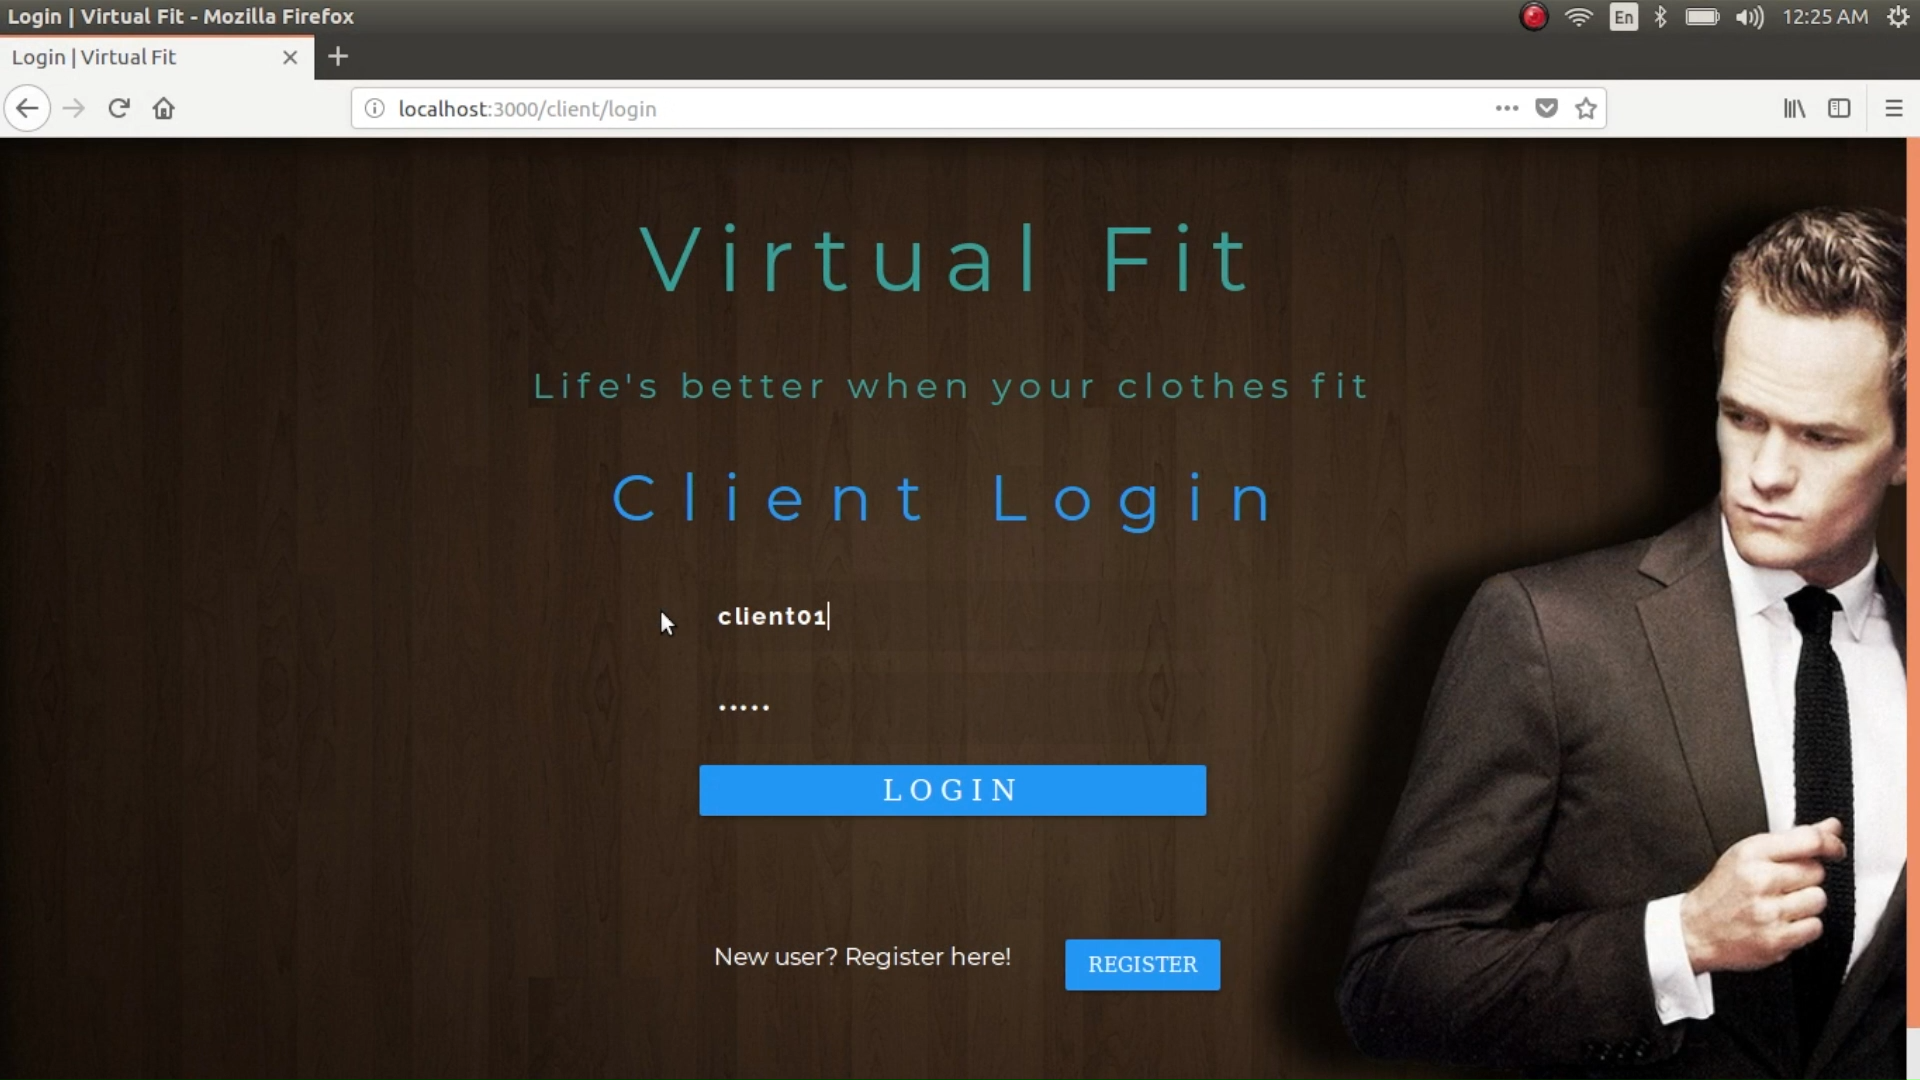 Login | Virtual Fit - Mozilla Firefox
En
12:25 AM
Login | Virtual Fit
localhost:3000/client/login
Virtual Fit
Life's better when your clothes fit
Client Login
client01
•••••
LOGIN
New user? Register here!
REGISTER